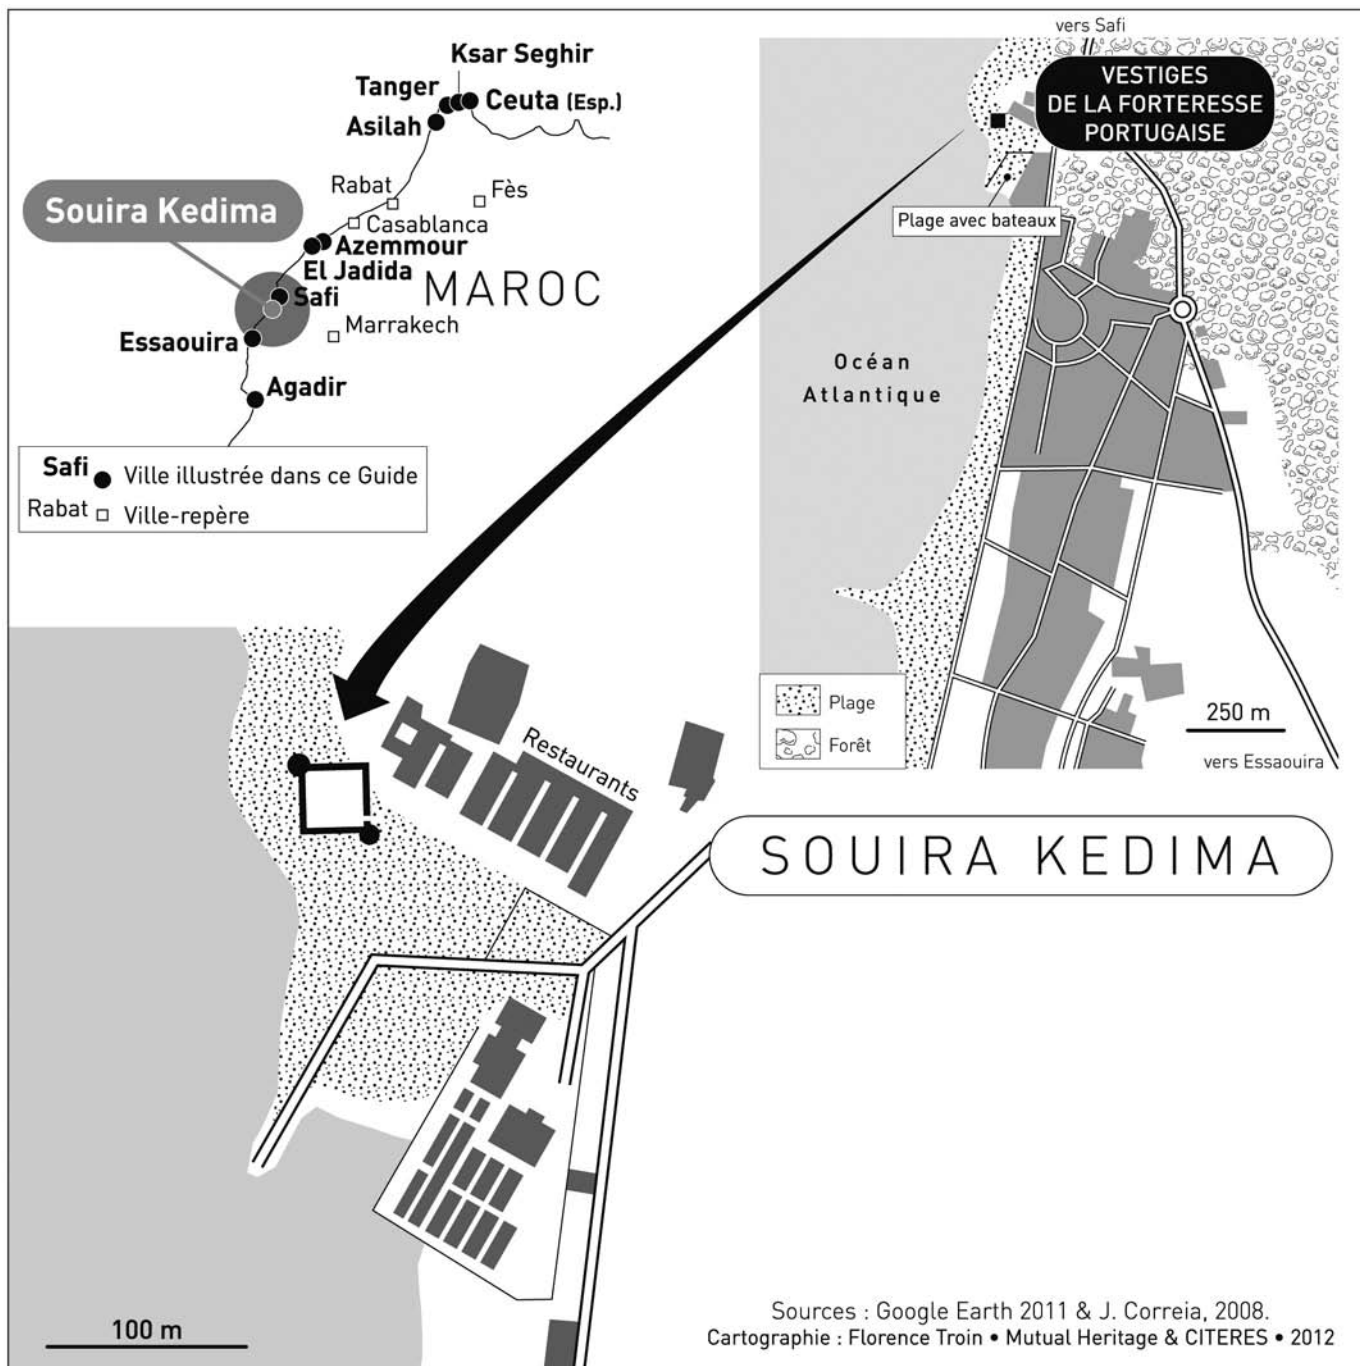 Ksar Seghir
Tanger
Ceuta (Esp.)
Asilah
Rabat
Fès
Souira Kedima
Casablanca
Azemmour
El Jadida
MAROC
Safi
Marrakech
Essaouira
Agadir
Safi Ville illustrée dans ce Guide
Rabat Ville-repère
vers Safi
VESTIGES
DE LA FORTERESSE
PORTUGAISE
Plage avec bateaux
Océan
Atlantique
Plage
Forêt
250 m
vers Essaouira
Restaurants
SOUIRA KEDIMA
100 m
Sources : Google Earth 2011 & J. Correia, 2008.
Cartographie : Florence Troin • Mutual Heritage & CITERES • 2012